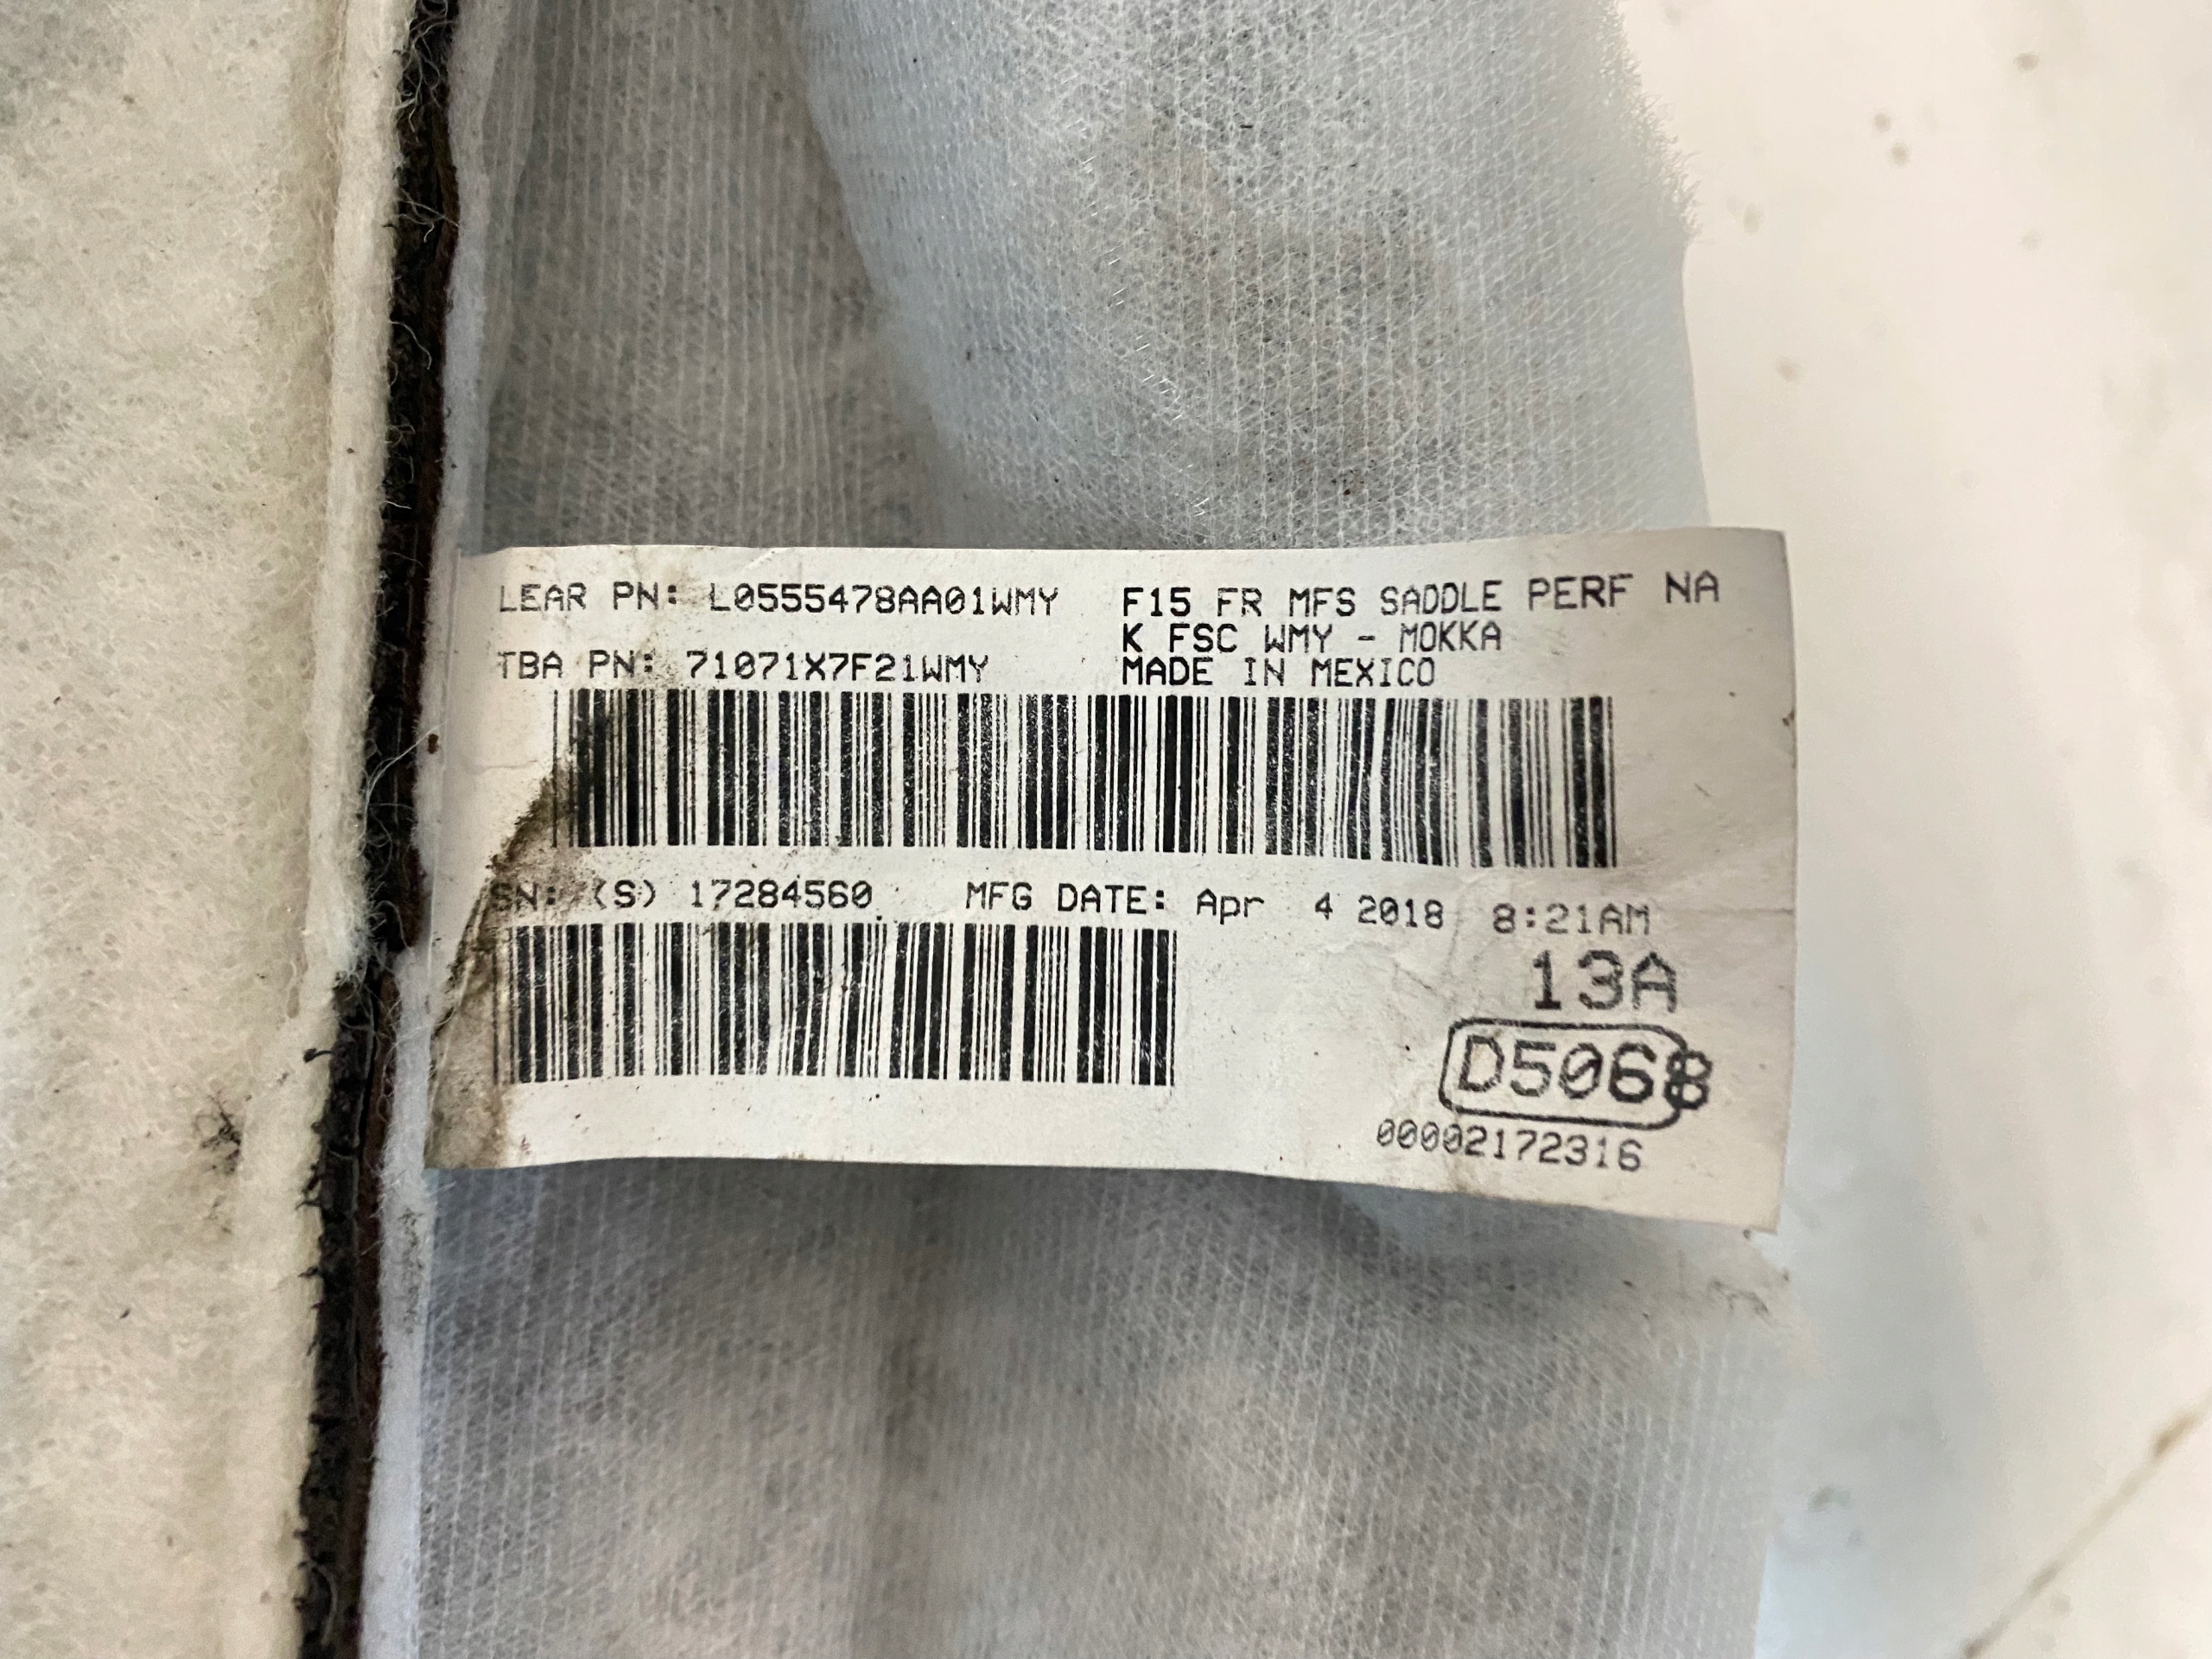 LEAR PN: L0555478AA01WMY F15 FR MFS SADDLE PERF NA
K FSC WMY - MOKKA
TBA PN: 71071X7F21WMY MADE IN MEXICO
SN: (S) 17284560 MFG DATE: Apr 4 2018 8:21AM
13A
D5068
00002172316